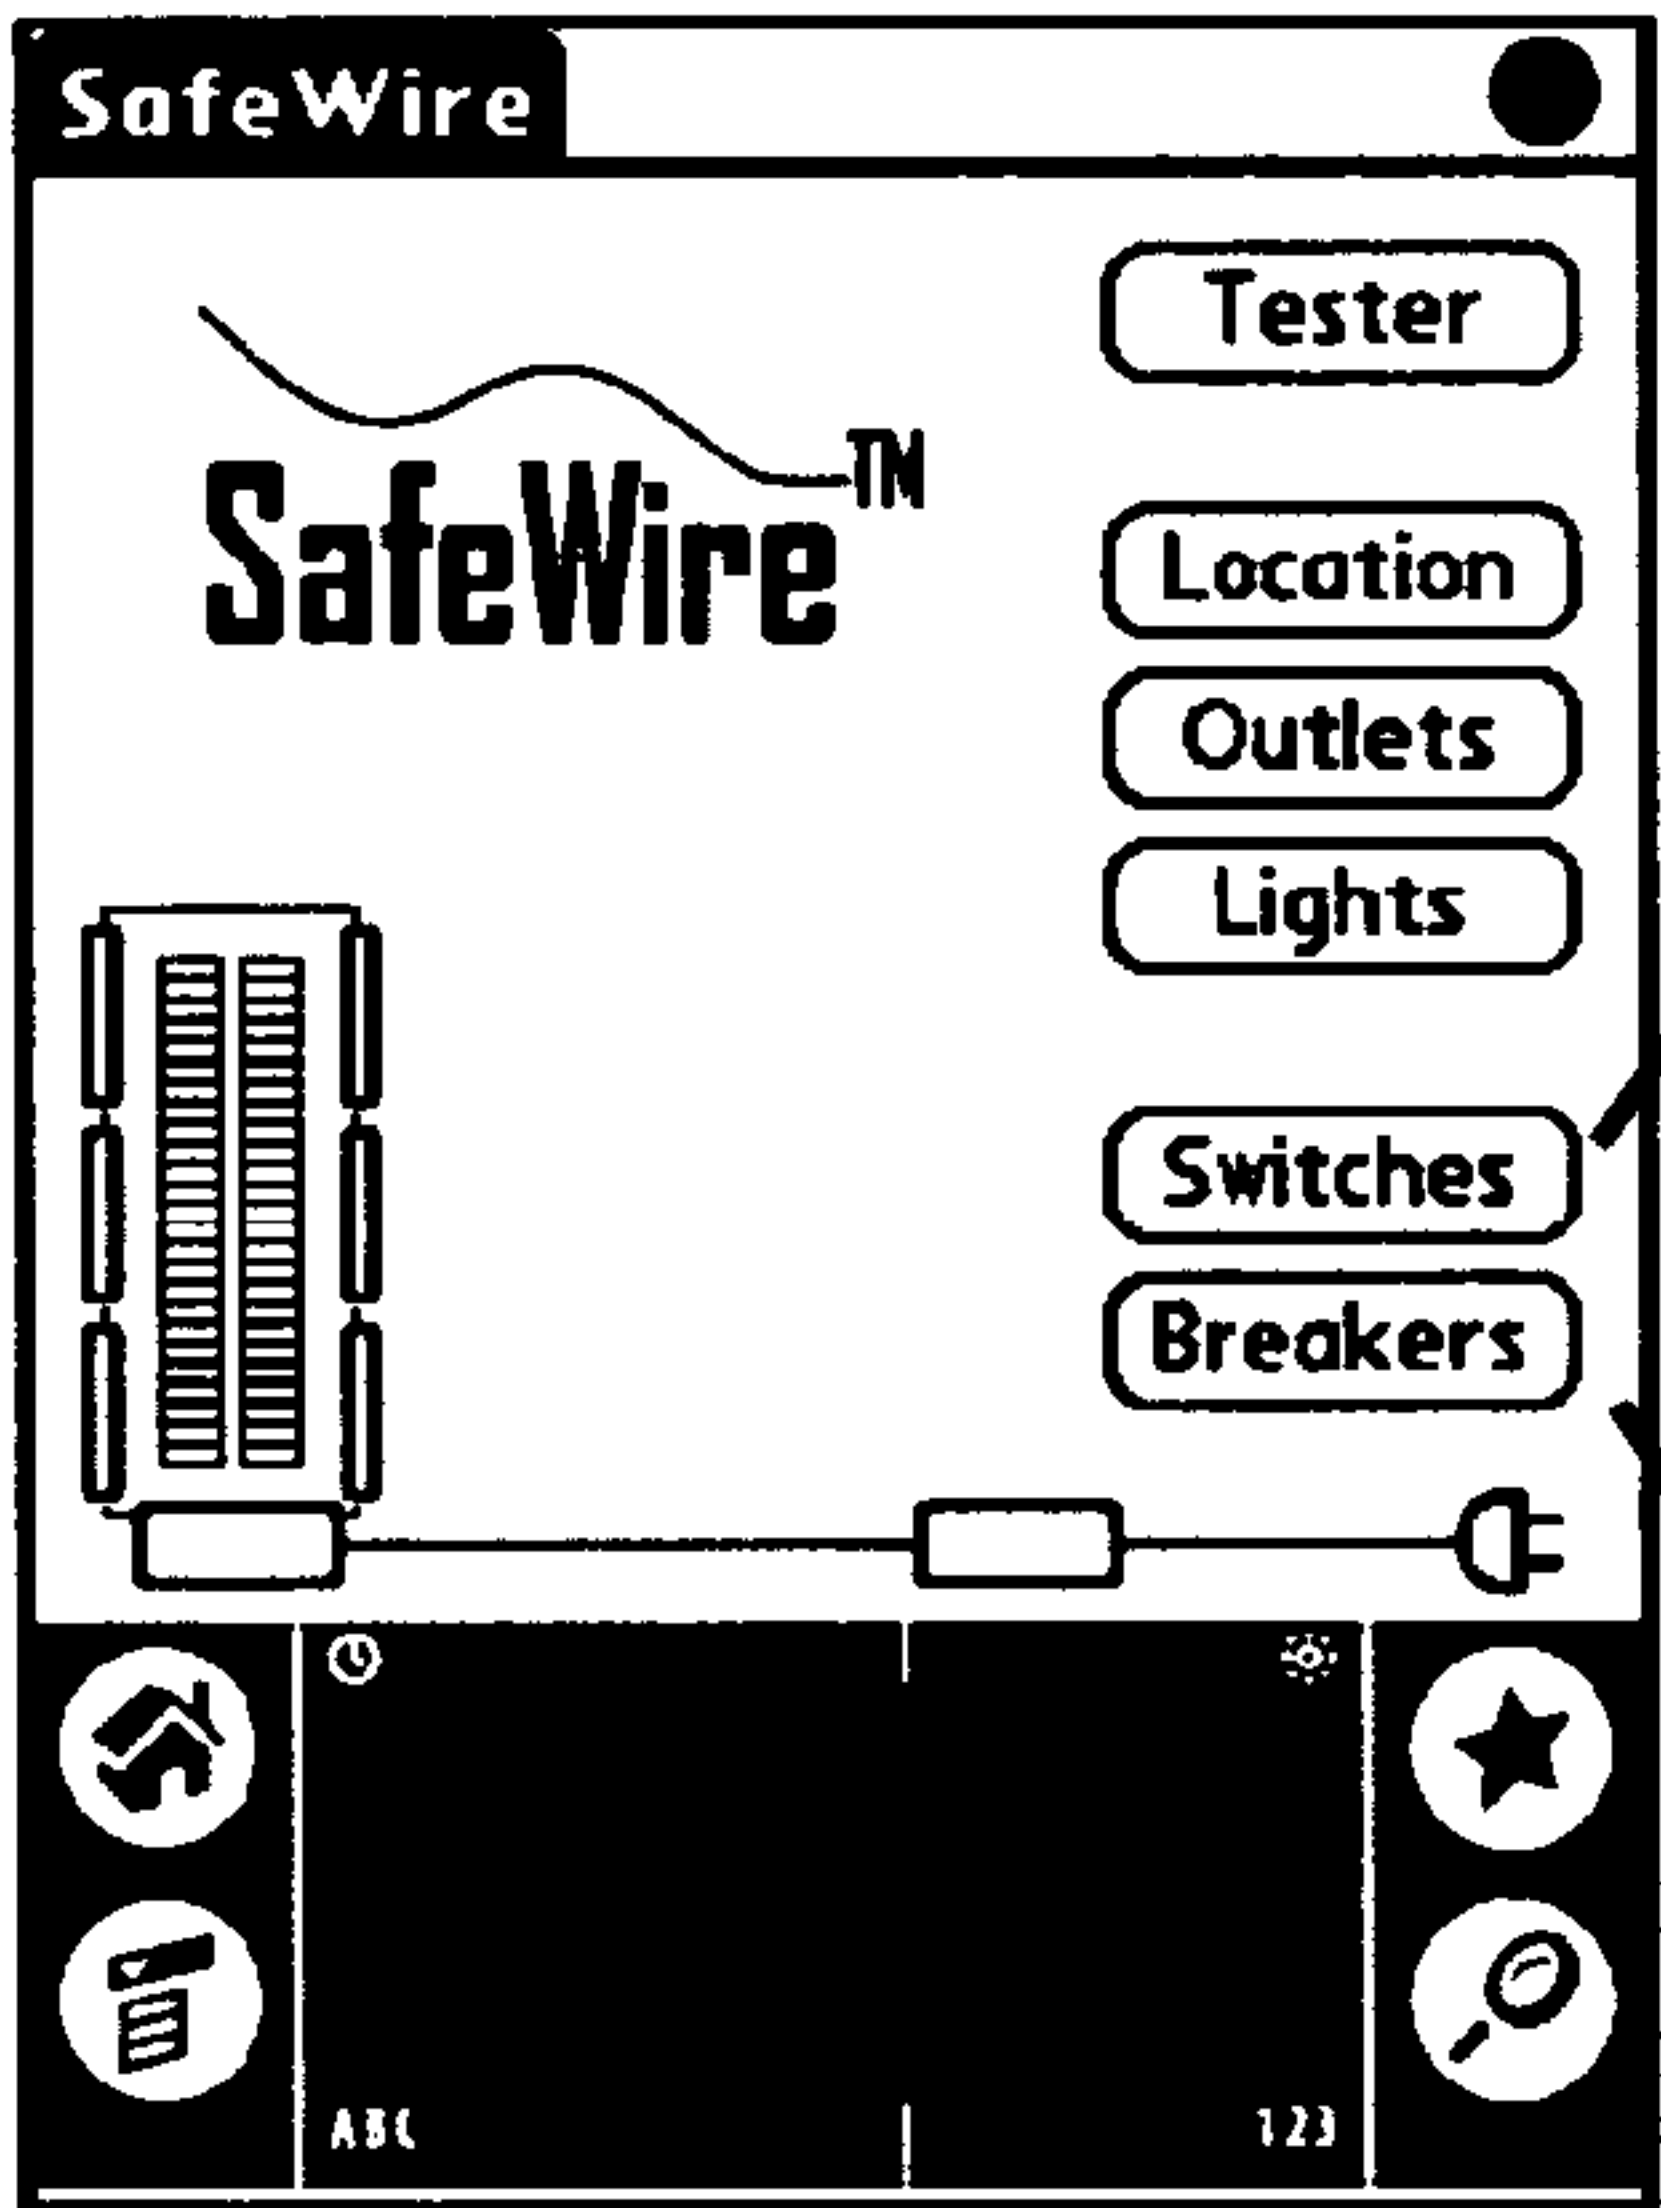 SafeWire
Tester
SafeWire™
Location
Outlets
Lights
Switches
Breakers
ABC
123